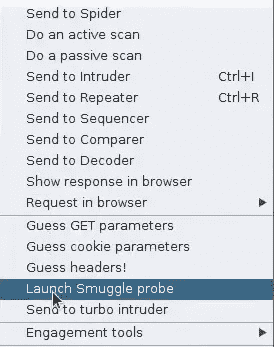 Send to Spider
Do an active scan
Do a passive scan
Send to Intruder Ctrl+I
Send to Repeater Ctrl+R
Send to Sequencer
Send to Comparer
Send to Decoder
Show response in browser
Request in browser
Guess GET parameters
Guess cookie parameters
Guess headers!
Launch Smuggle probe
Send to turbo intruder
Engagement tools